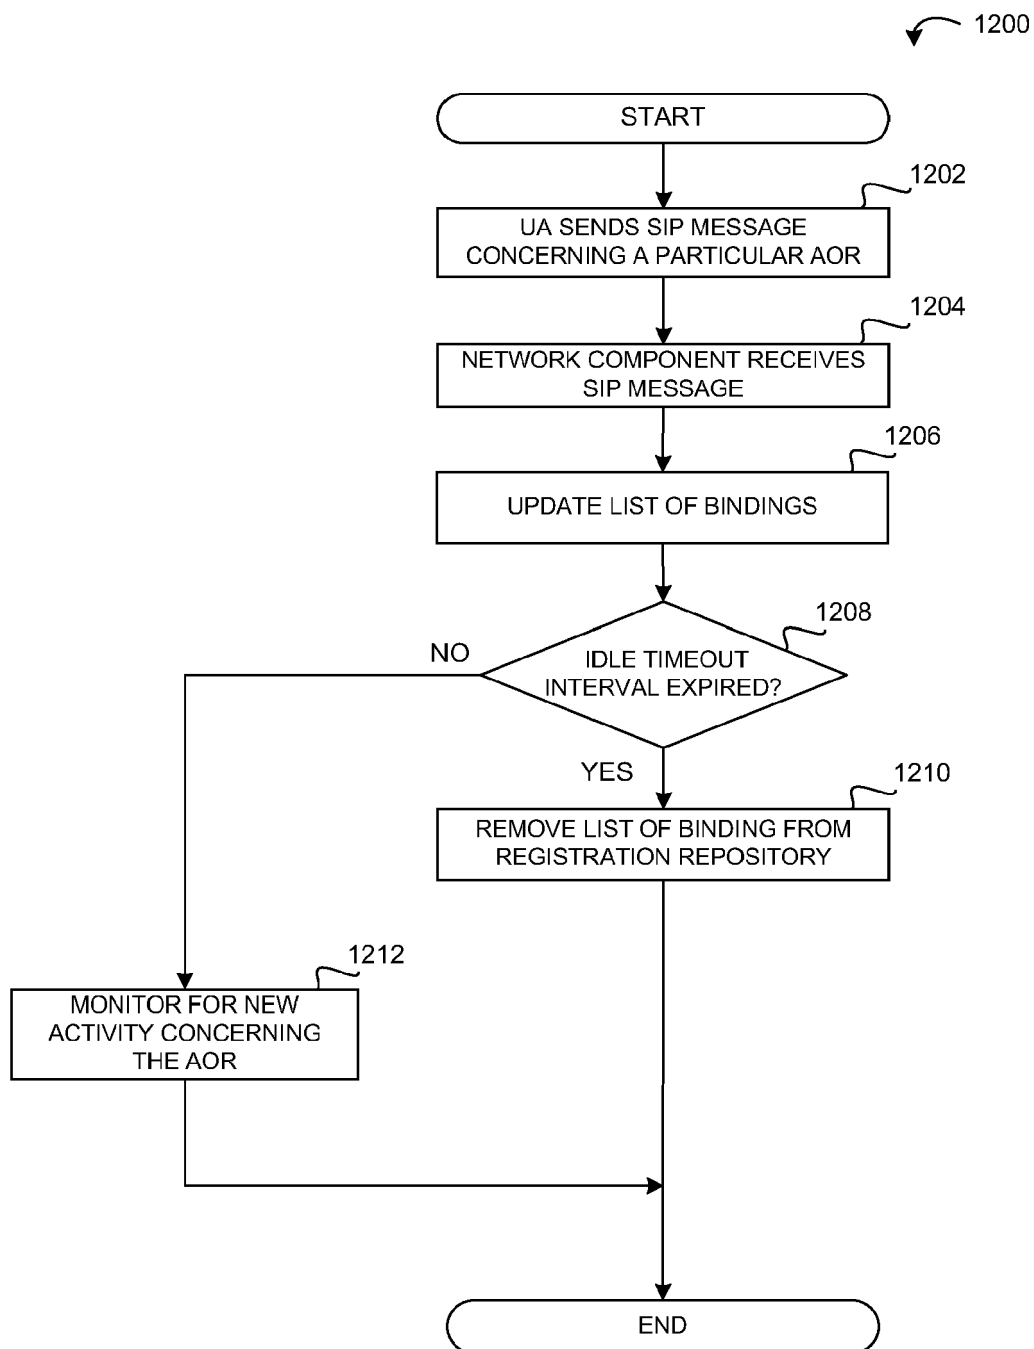 1200
START
1202
UA SENDS SIP MESSAGE
CONCERNING A PARTICULAR AOR
1204
NETWORK COMPONENT RECEIVES
SIP MESSAGE
1206
UPDATE LIST OF BINDINGS
1208
NO
IDLE TIMEOUT
INTERVAL EXPIRED?
YES
1210
REMOVE LIST OF BINDING FROM
REGISTRATION REPOSITORY
1212
MONITOR FOR NEW
ACTIVITY CONCERNING
THE AOR
END